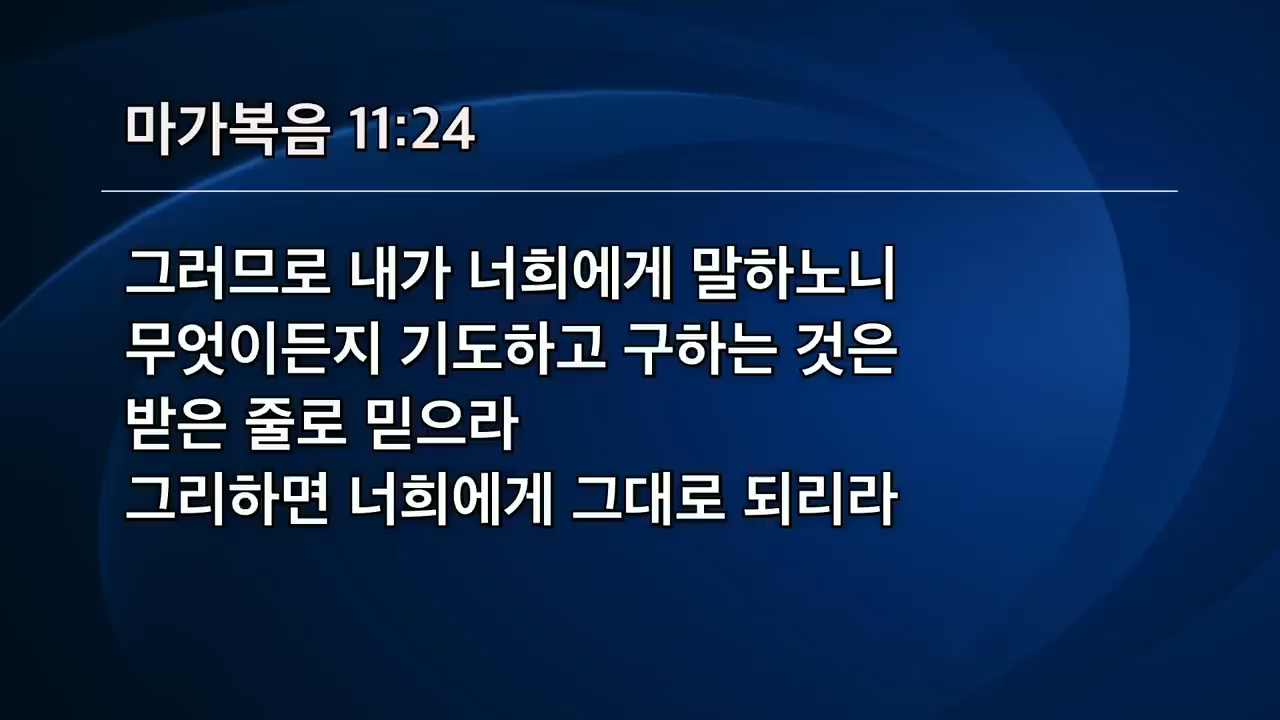 마가복음 11:24
그러므로 내가 너희에게 말하노니
무엇이든지 기도하고 구하는 것은
받은 줄로 믿으라
그리하면 너희에게 그대로 되리라